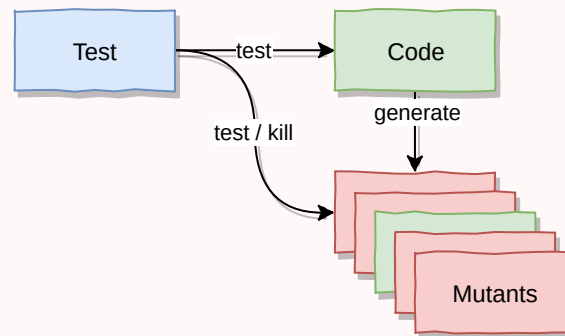 Test
test
Code
generate
test / kill
Mutants